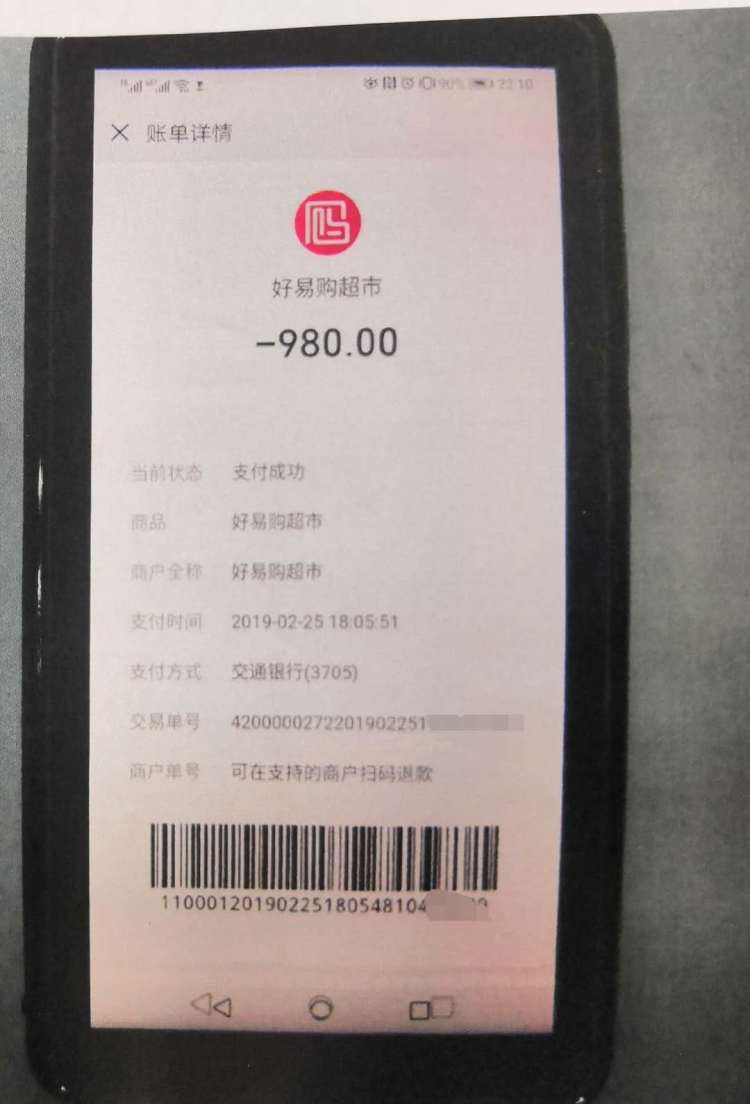 90% 22:10
账单详情
购
好易购超市
-980.00
当前状态 支付成功
商品 好易购超市
商户全称 好易购超市
支付时间 2019-02-25 18:05:51
支付方式 交通银行(3705)
交易单号 4200000272201902251
商户单号 可在支持的商户扫码退款
11000120190225180548104